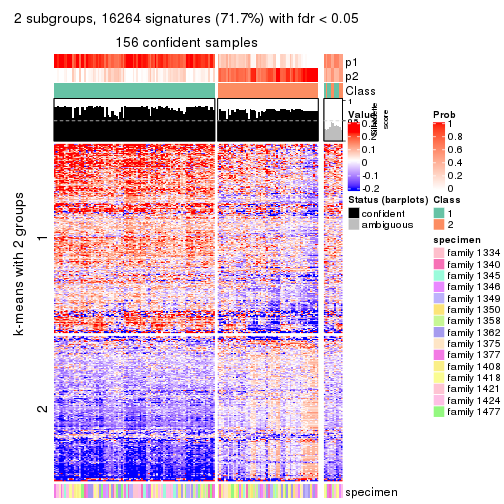 2 subgroups, 16264 signatures (71.7%) with fdr < 0.05
156 confident samples
p1
p2
Class
1
Silhouette
score
k-means with 2 groups
1
2
specimen
Value
0.1
0
-0.1
-0.2
Status (barplots)
confident
ambiguous
Prob
1
0.8
0.6
0.4
0.2
0
Class
1
2
specimen
family 1334
family 1340
family 1345
family 1346
family 1349
family 1350
family 1358
family 1362
family 1375
family 1377
family 1408
family 1418
family 1421
family 1424
family 1477